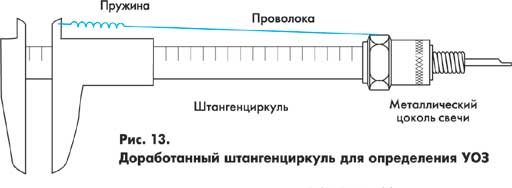 Пружина
Проволока
Штангенциркуль
Металлический
цоколь свечи
Рис. 13.
Доработанный штангенциркуль для определения УОЗ